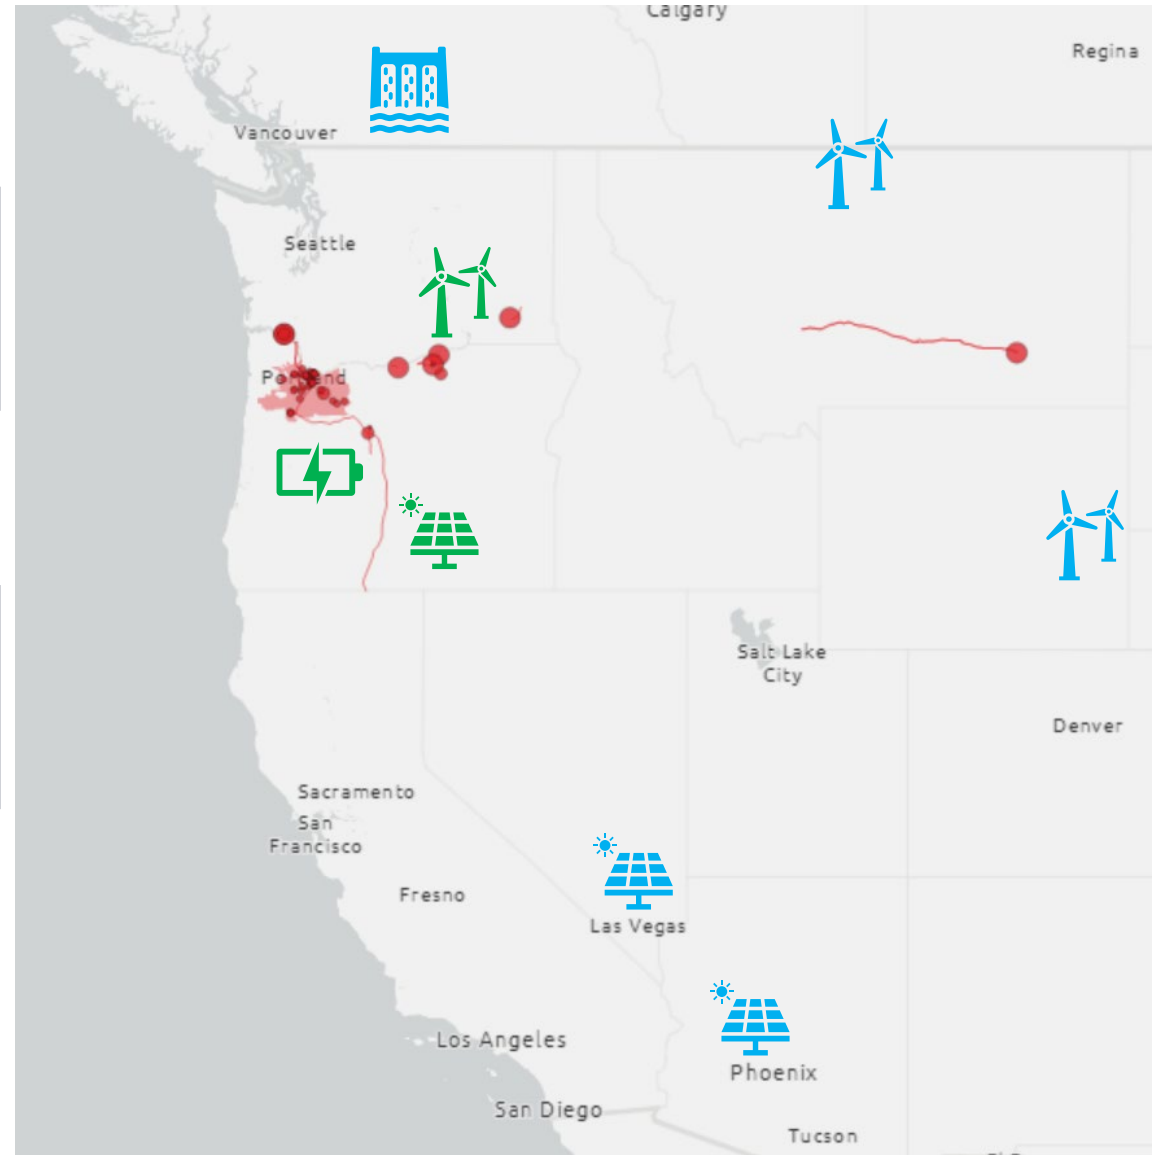 Calgary
Regina
Vancouver
Seattle
Portland
Salt Lake
City
Denver
Sacramento
San
Francisco
Fresno
Las Vegas
Los Angeles
Phoenix
San Diego
Tucson